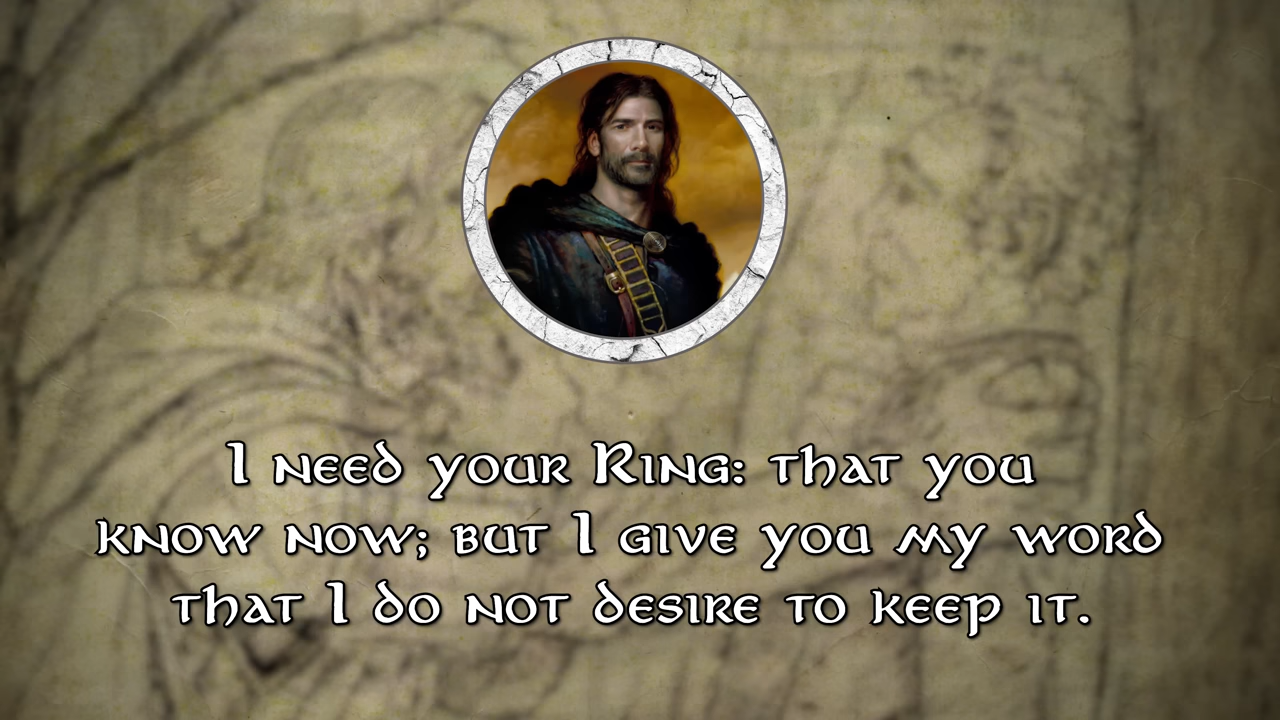 I need your Ring: that you
know now; but I give you my word
that I do not desire to keep it.